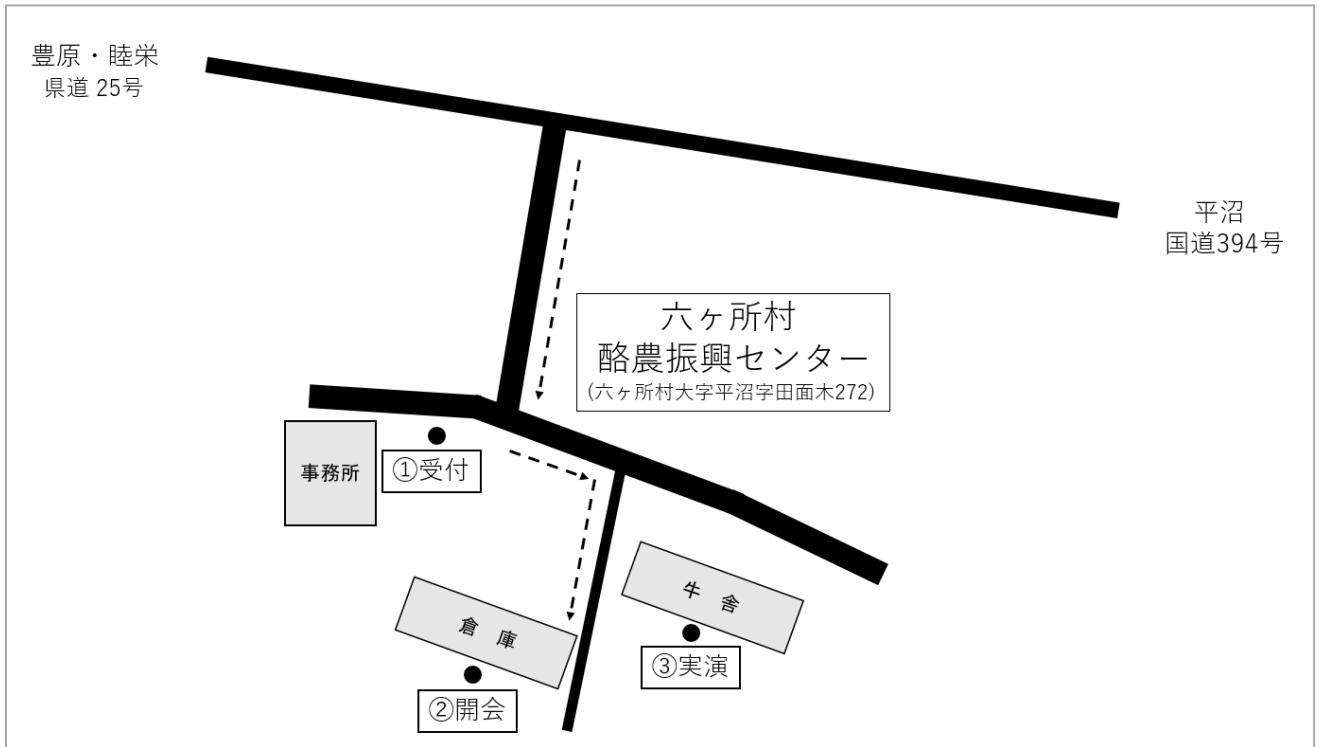 豊原・睦栄
県道 25号
平沼
国道394号
六ヶ所村
酪農振興センター
(六ヶ所村大字平沼字田面木272)
事務所
①受付
牛 舎
倉 庫
③実演
②開会